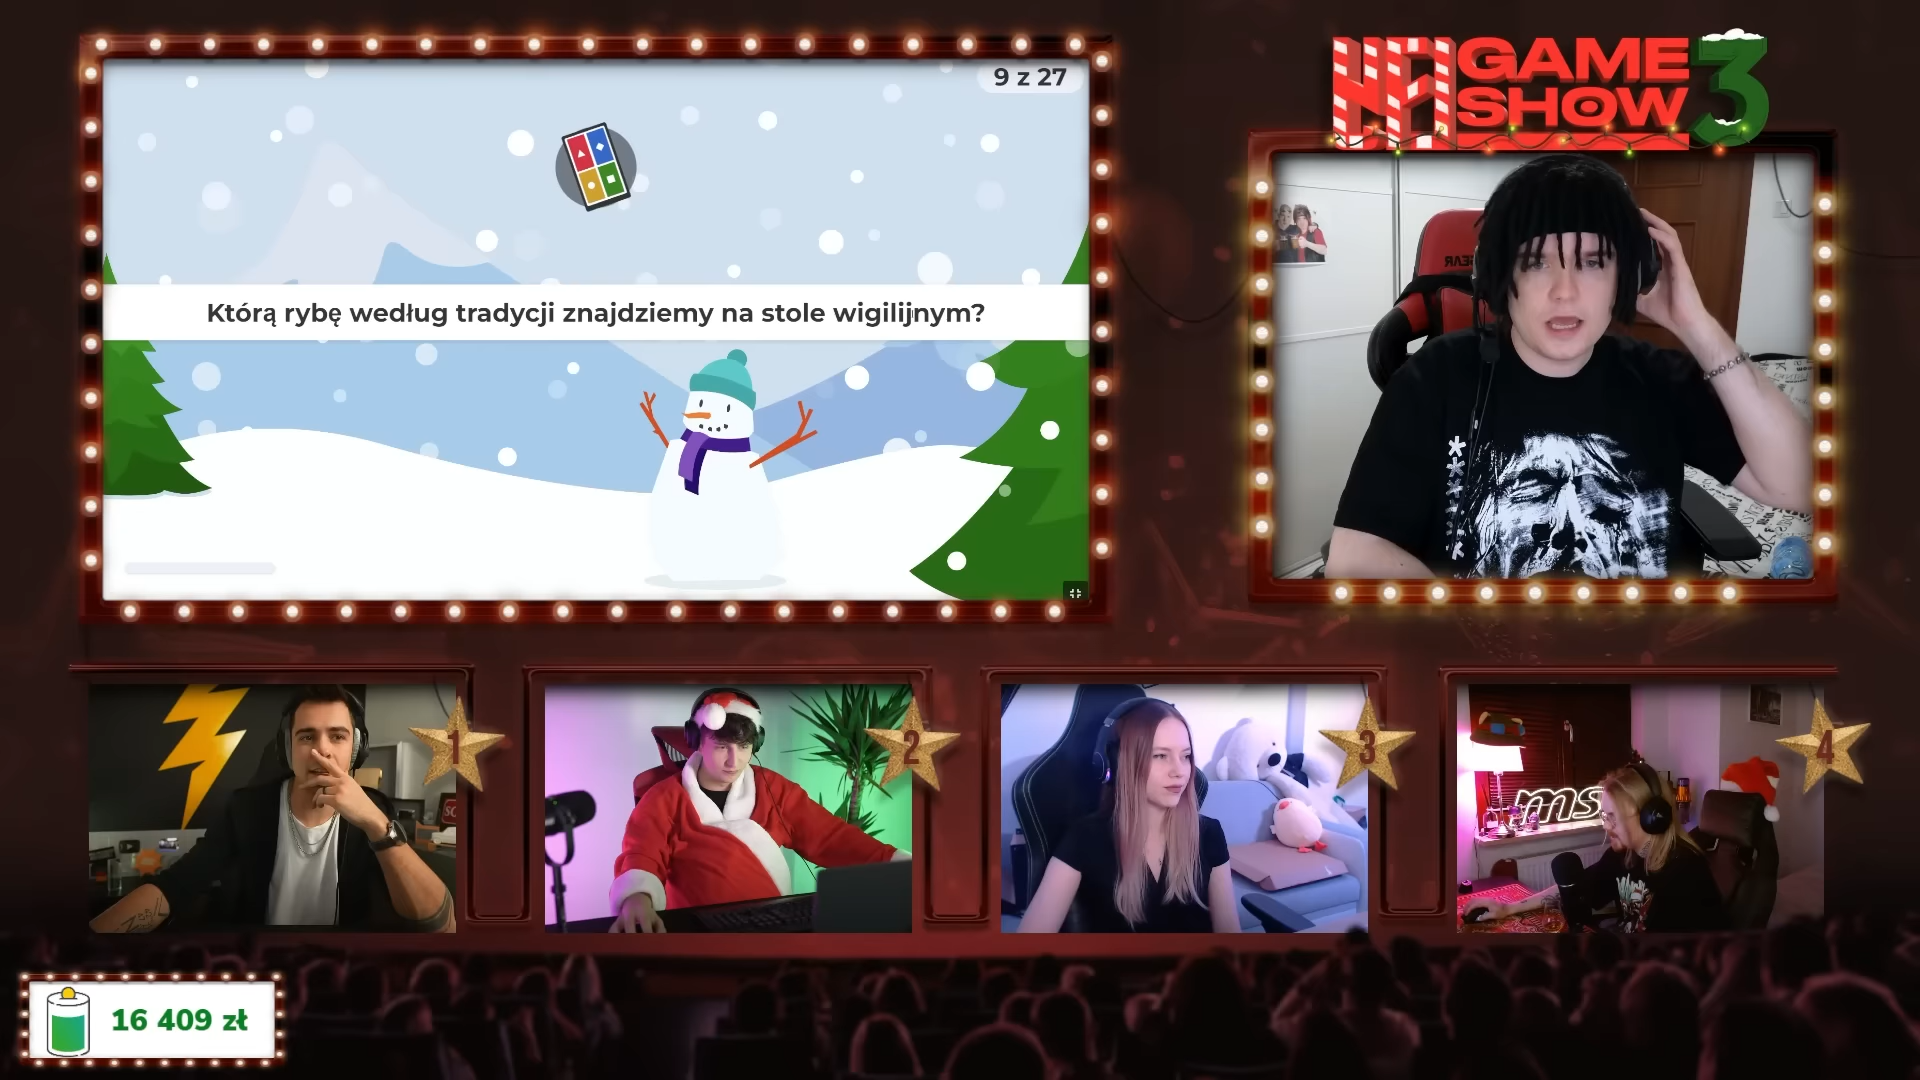 9 z 27
Którą rybę według tradycji znajdziemy na stole wigilijnym?
GAME
SHOW
3
1
2
3
4
ms
16 409 zł